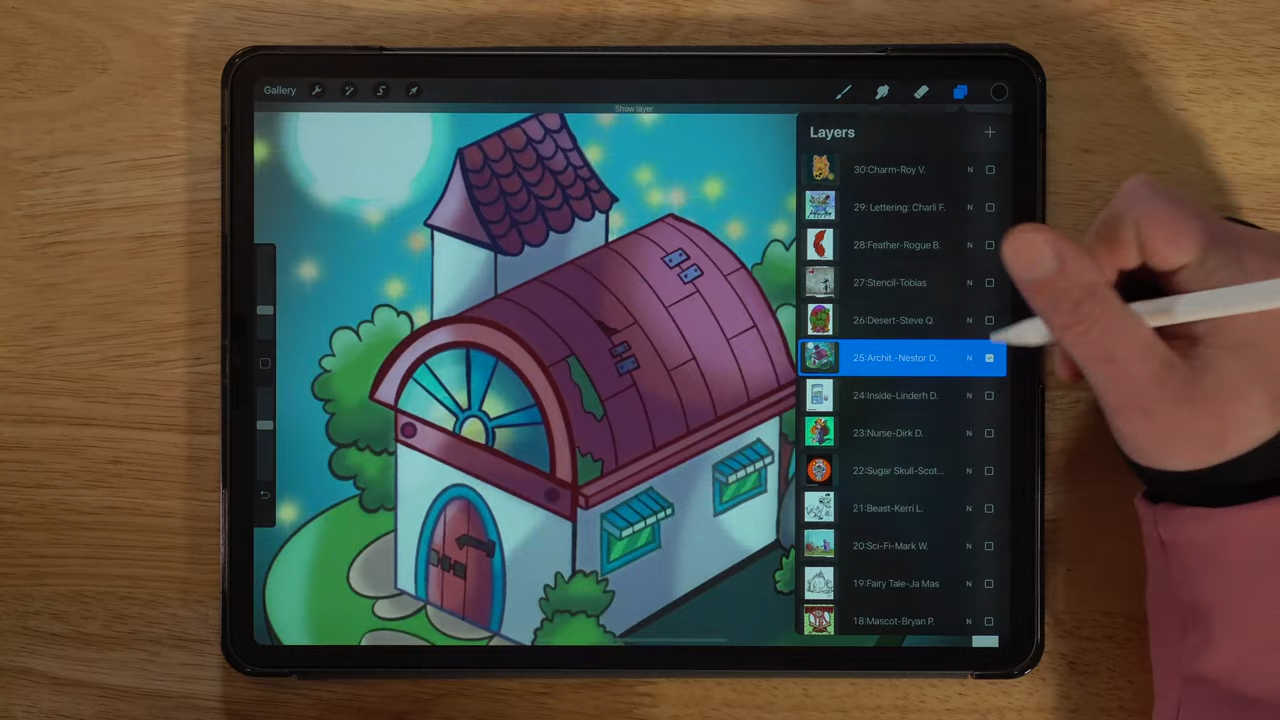 Gallery
Show layer
Layers
30:Charm-Roy V. N
29: Lettering: Charli F. N
28:Feather-Rogue B. N
27:Stencil-Tobias N
26:Desert-Steve Q. N
25:Archit.-Nestor D. N
24:Inside-Linderh D. N
23:Nurse-Dirk D. N
22:Sugar Skull-Scot... N
21:Beast-Kerri L. N
20:Sci-Fi-Mark W. N
19:Fairy Tale-Ja Mas N
18:Mascot-Bryan P. N